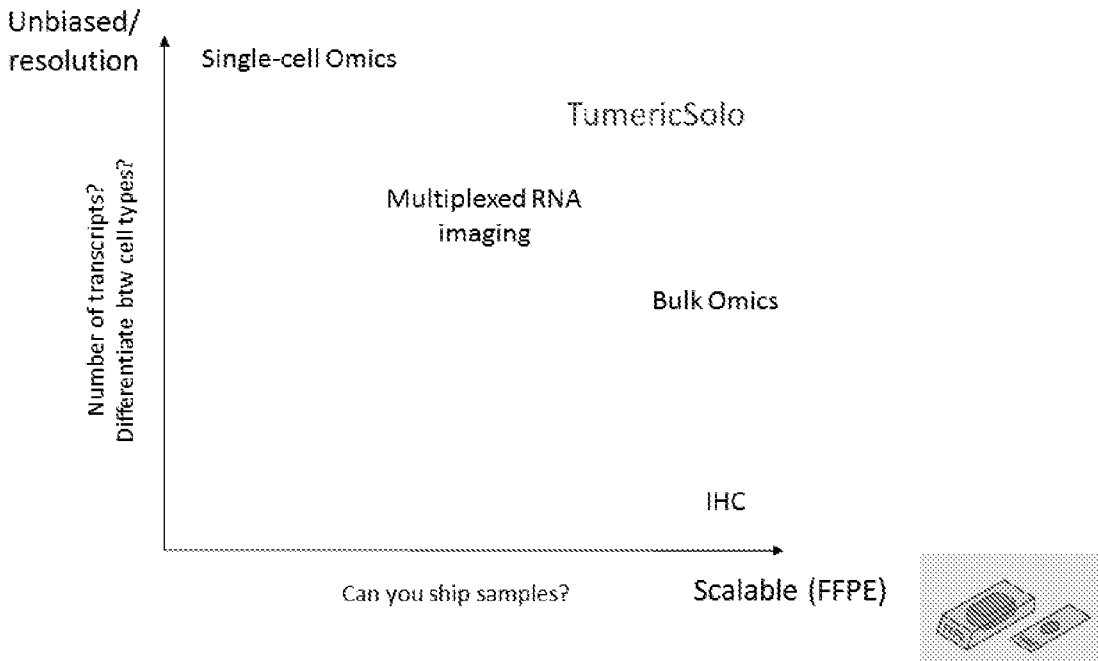 Unbiased/
resolution
Single-cell Omics
TumericSolo
Number of transcripts?
Differentiate btw cell types?
Multiplexed RNA
imaging
Bulk Omics
IHC
Can you ship samples?
Scalable (FFPE)